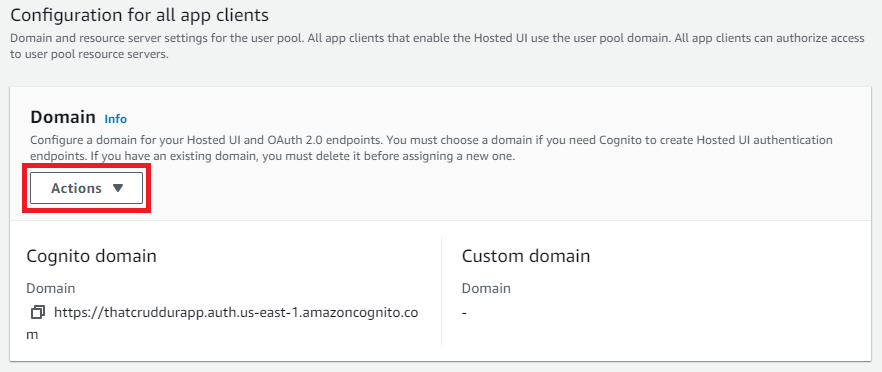 Configuration for all app clients
Domain and resource server settings for the user pool. All app clients that enable the Hosted UI use the user pool domain. All app clients can authorize access
to user pool resource servers.
Domain Info
Configure a domain for your Hosted UI and OAuth 2.0 endpoints. You must choose a domain if you need Cognito to create Hosted UI authentication
endpoints. If you have an existing domain, you must delete it before assigning a new one.
Actions
Cognito domain
Domain
https://thatcruddurapp.auth.us-east-1.amazoncognito.co
m
Custom domain
Domain
-